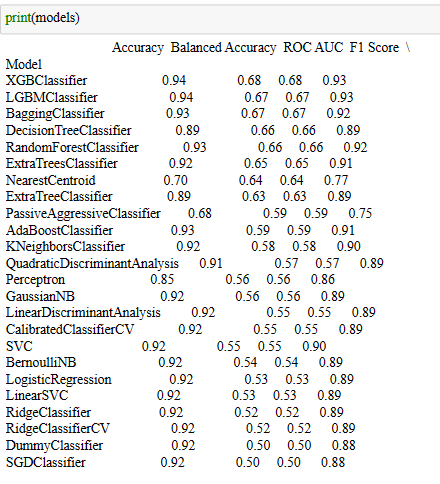 print(models)
Accuracy Balanced Accuracy ROC AUC F1 Score \
Model
XGBClassifier 0.94 0.68 0.68 0.93
LGBMClassifier 0.94 0.67 0.67 0.93
BaggingClassifier 0.93 0.67 0.67 0.92
DecisionTreeClassifier 0.89 0.66 0.66 0.89
RandomForestClassifier 0.93 0.66 0.66 0.92
ExtraTreesClassifier 0.92 0.65 0.65 0.91
NearestCentroid 0.70 0.64 0.64 0.77
ExtraTreeClassifier 0.89 0.63 0.63 0.89
PassiveAggressiveClassifier 0.68 0.59 0.59 0.75
AdaBoostClassifier 0.93 0.59 0.59 0.91
KNeighborsClassifier 0.92 0.58 0.58 0.90
QuadraticDiscriminantAnalysis 0.91 0.57 0.57 0.89
Perceptron 0.85 0.56 0.56 0.86
GaussianNB 0.92 0.56 0.56 0.89
LinearDiscriminantAnalysis 0.92 0.55 0.55 0.89
CalibratedClassifierCV 0.92 0.55 0.55 0.89
SVC 0.92 0.55 0.55 0.90
BernoulliNB 0.92 0.54 0.54 0.89
LogisticRegression 0.92 0.53 0.53 0.89
LinearSVC 0.92 0.53 0.53 0.89
RidgeClassifier 0.92 0.52 0.52 0.89
RidgeClassifierCV 0.92 0.52 0.52 0.89
DummyClassifier 0.92 0.50 0.50 0.88
SGDClassifier 0.92 0.50 0.50 0.88